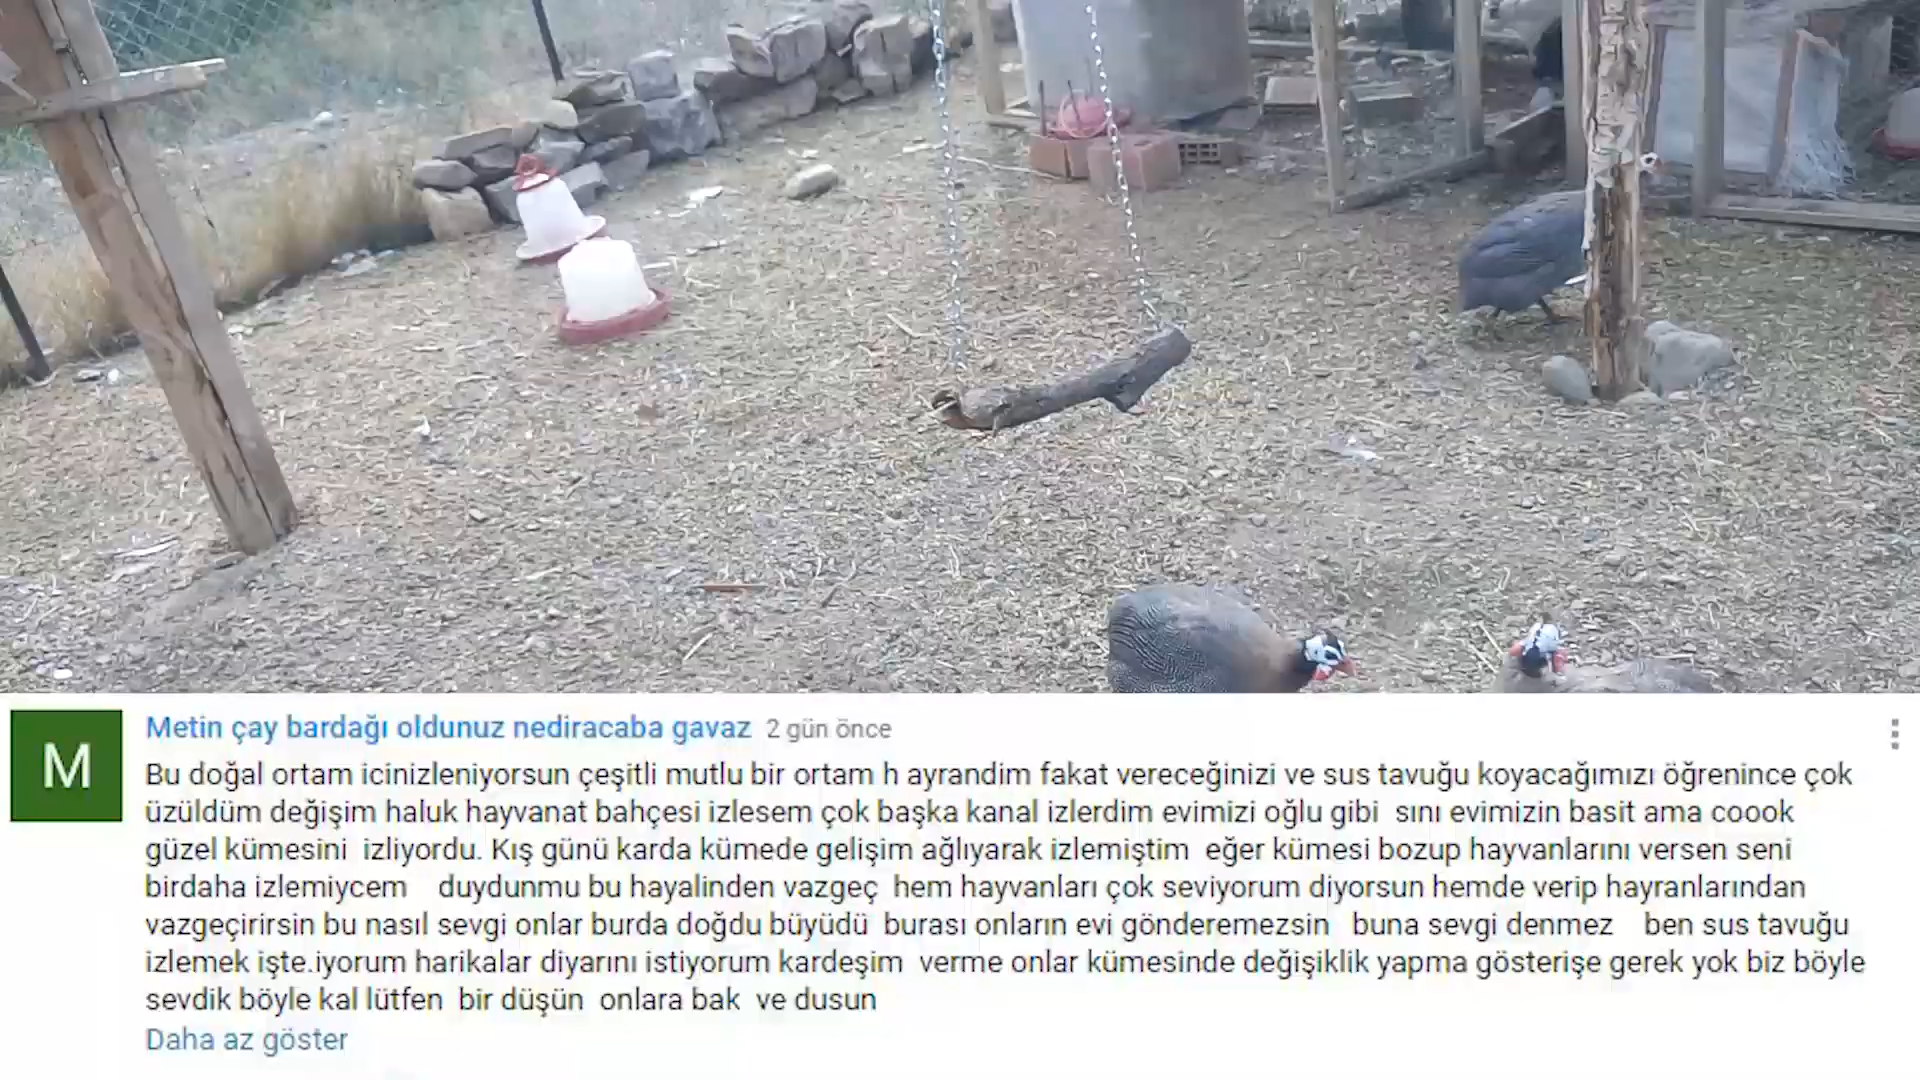 M
Metin çay bardağı oldunuz nediracaba gavaz 2 gün önce
Bu doğal ortam icinizleniyorsun çeşitli mutlu bir ortam h ayrandim fakat vereceğinizi ve sus tavuğu koyacağımızı öğrenince çok
üzüldüm değişim haluk hayvanat bahçesi izlesem çok başka kanal izlerdim evimizi oğlu gibi sını evimizin basit ama coook
güzel kümesini izliyordu. Kış günü karda kümede gelişim ağlıyarak izlemiştim eğer kümesi bozup hayvanlarını versen seni
birdaha izlemiycem duydunmu bu hayalinden vazgeç hem hayvanları çok seviyorum diyorsun hemde verip hayranlarından
vazgeçirirsin bu nasıl sevgi onlar burda doğdu büyüdü burası onların evi gönderemezsin buna sevgi denmez ben sus tavuğu
izlemek işte.iyorum harikalar diyarını istiyorum kardeşim verme onlar kümesinde değişiklik yapma gösterişe gerek yok biz böyle
sevdik böyle kal lütfen bir düşün onlara bak ve dusun
Daha az göster